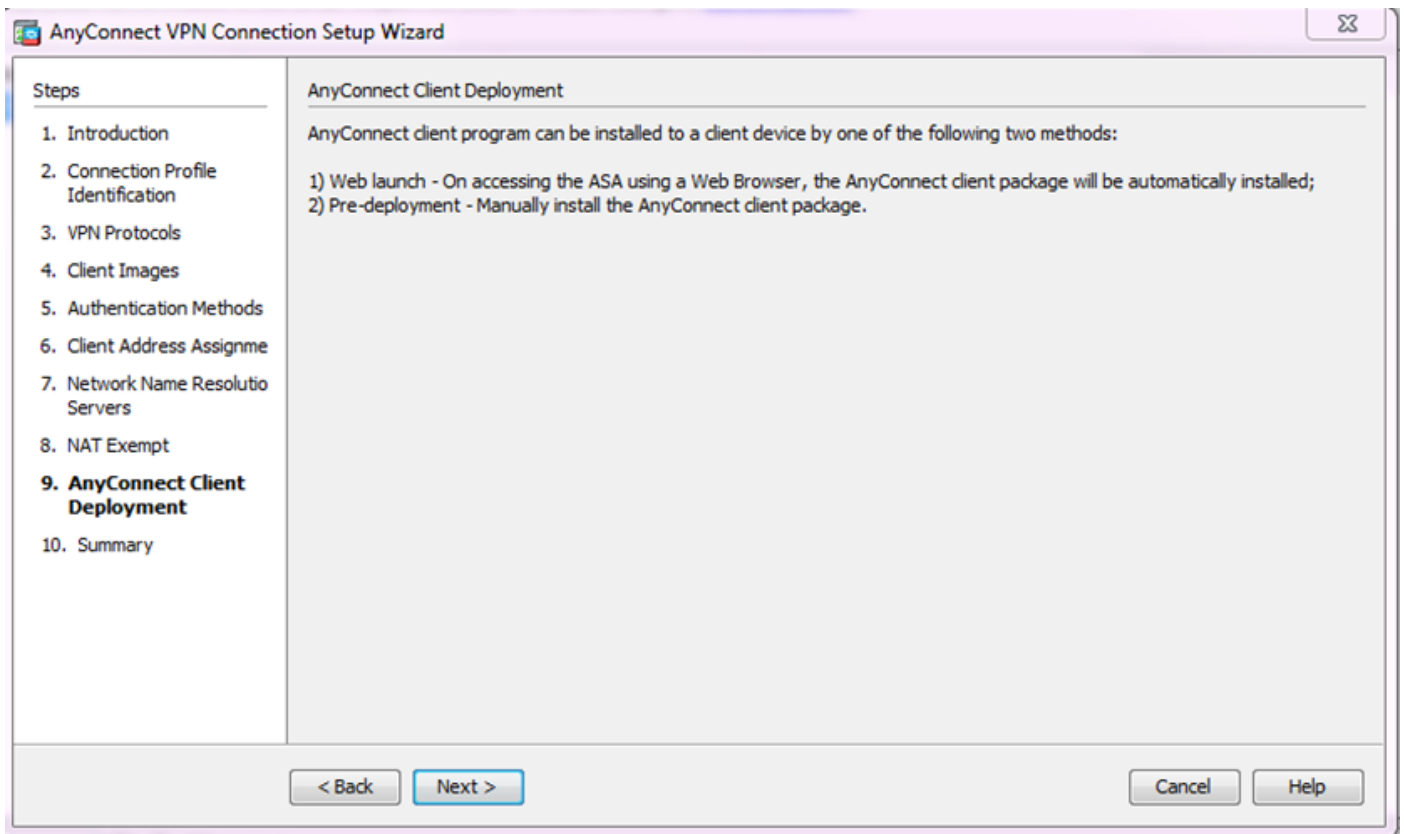 AnyConnect VPN Connection Setup Wizard
Steps
1. Introduction
2. Connection Profile
Identification
3. VPN Protocols
4. Client Images
5. Authentication Methods
6. Client Address Assignme
7. Network Name Resolutio
Servers
8. NAT Exempt
9. AnyConnect Client
Deployment
10. Summary
AnyConnect Client Deployment
AnyConnect client program can be installed to a client device by one of the following two methods:
1) Web launch - On accessing the ASA using a Web Browser, the AnyConnect client package will be automatically installed;
2) Pre-deployment - Manually install the AnyConnect client package.
< Back
Next >
Cancel
Help